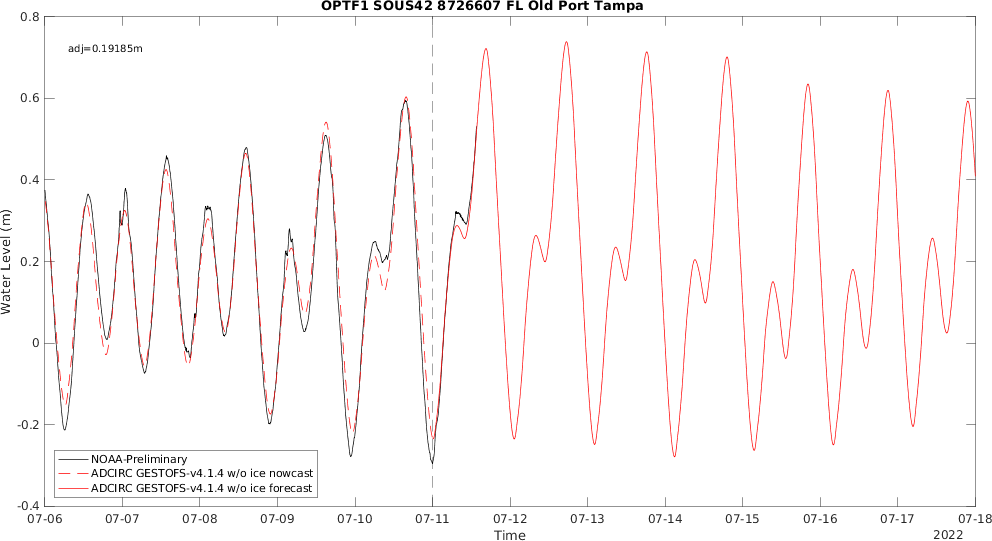 OPTF1 SOUS42 8726607 FL Old Port Tampa
adj=0.19185m
Water Level (m)
0.8
0.6
0.4
0.2
0
-0.2
-0.4
NOAA-Preliminary
ADCIRC GESTOFS-v4.1.4 w/o ice nowcast
ADCIRC GESTOFS-v4.1.4 w/o ice forecast
07-06 07-07 07-08 07-09 07-10 07-11 07-12 07-13 07-14 07-15 07-16 07-17 07-18
Time
2022